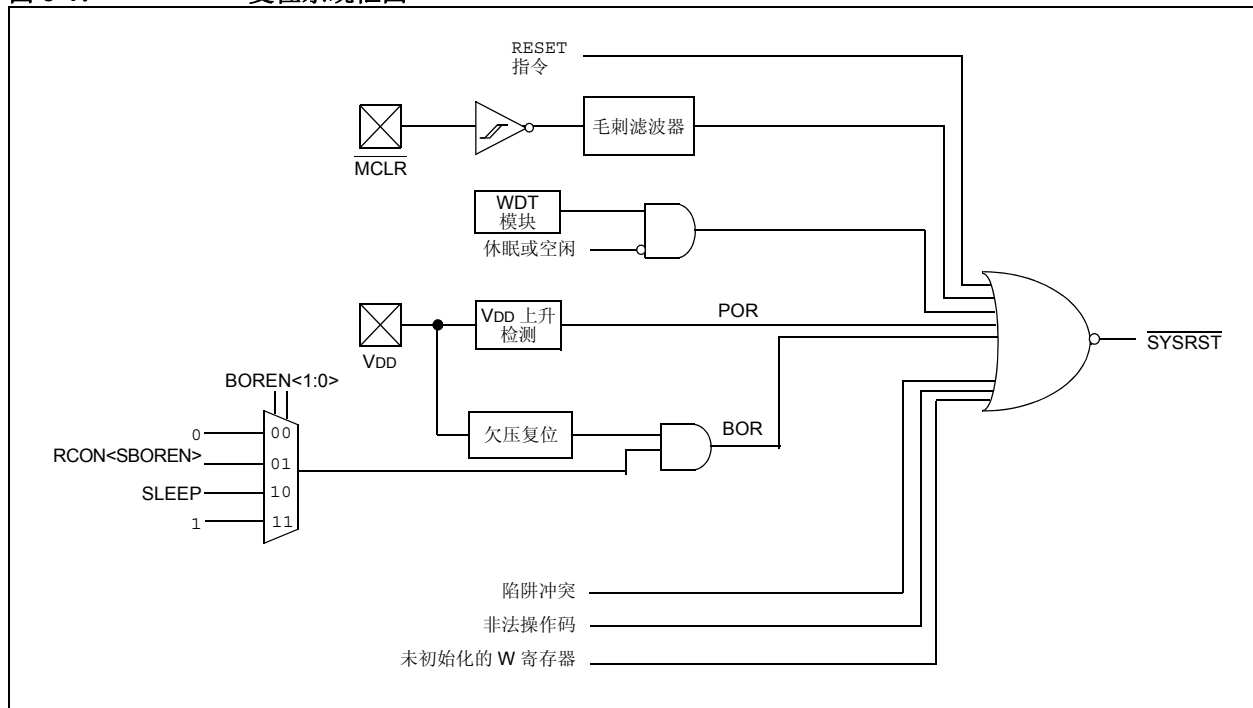 RESET
指令
毛刺滤波器
MCLR
WDT
模块
休眠或空闲
VDD 上升
检测
POR
VDD
SYSRST
BOREN<1:0>
0
00
欠压复位
BOR
RCON<SBOREN>
01
SLEEP
10
1
11
陷阱冲突
非法操作码
未初始化的 W 寄存器